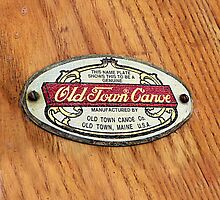 THIS NAME PLATE
SHOWS THIS TO BE A
GENUINE
Old Town Canoe
MANUFACTURED BY
OLD TOWN CANOE CO.
OLD TOWN, MAINE U.S.A.